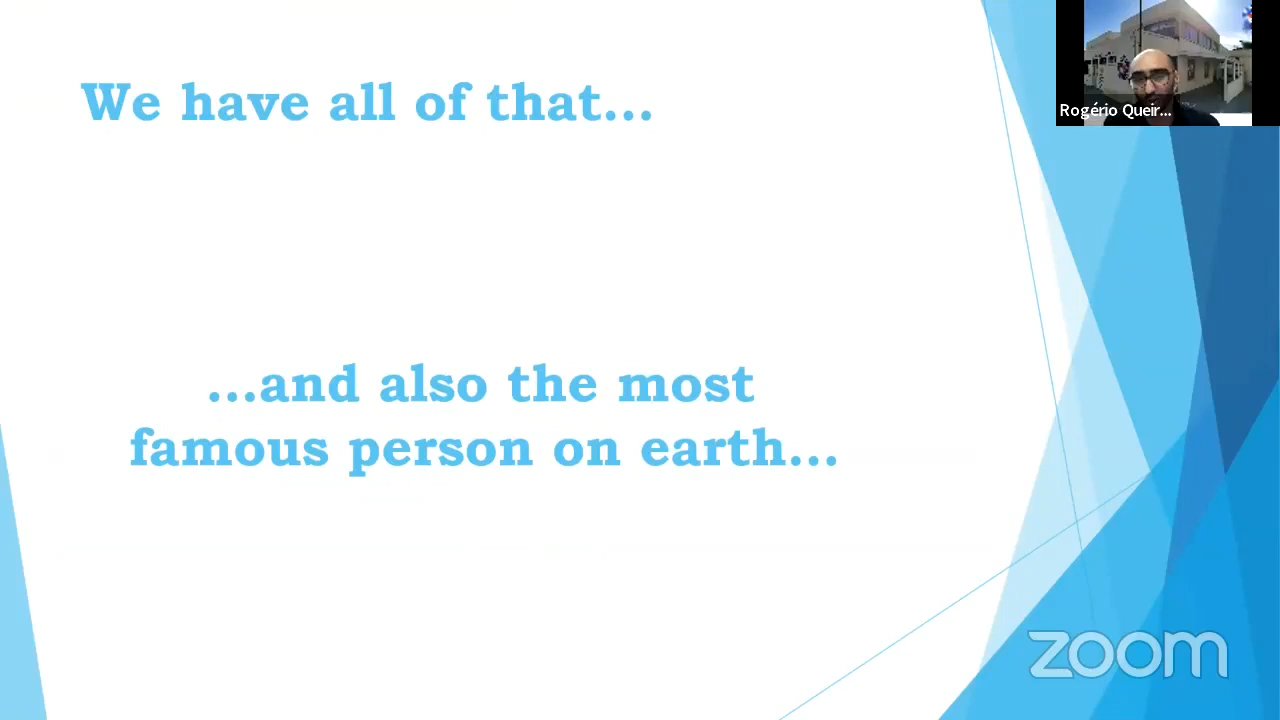 We have all of that...
Rogério Queir...
...and also the most
famous person on earth...
zoom